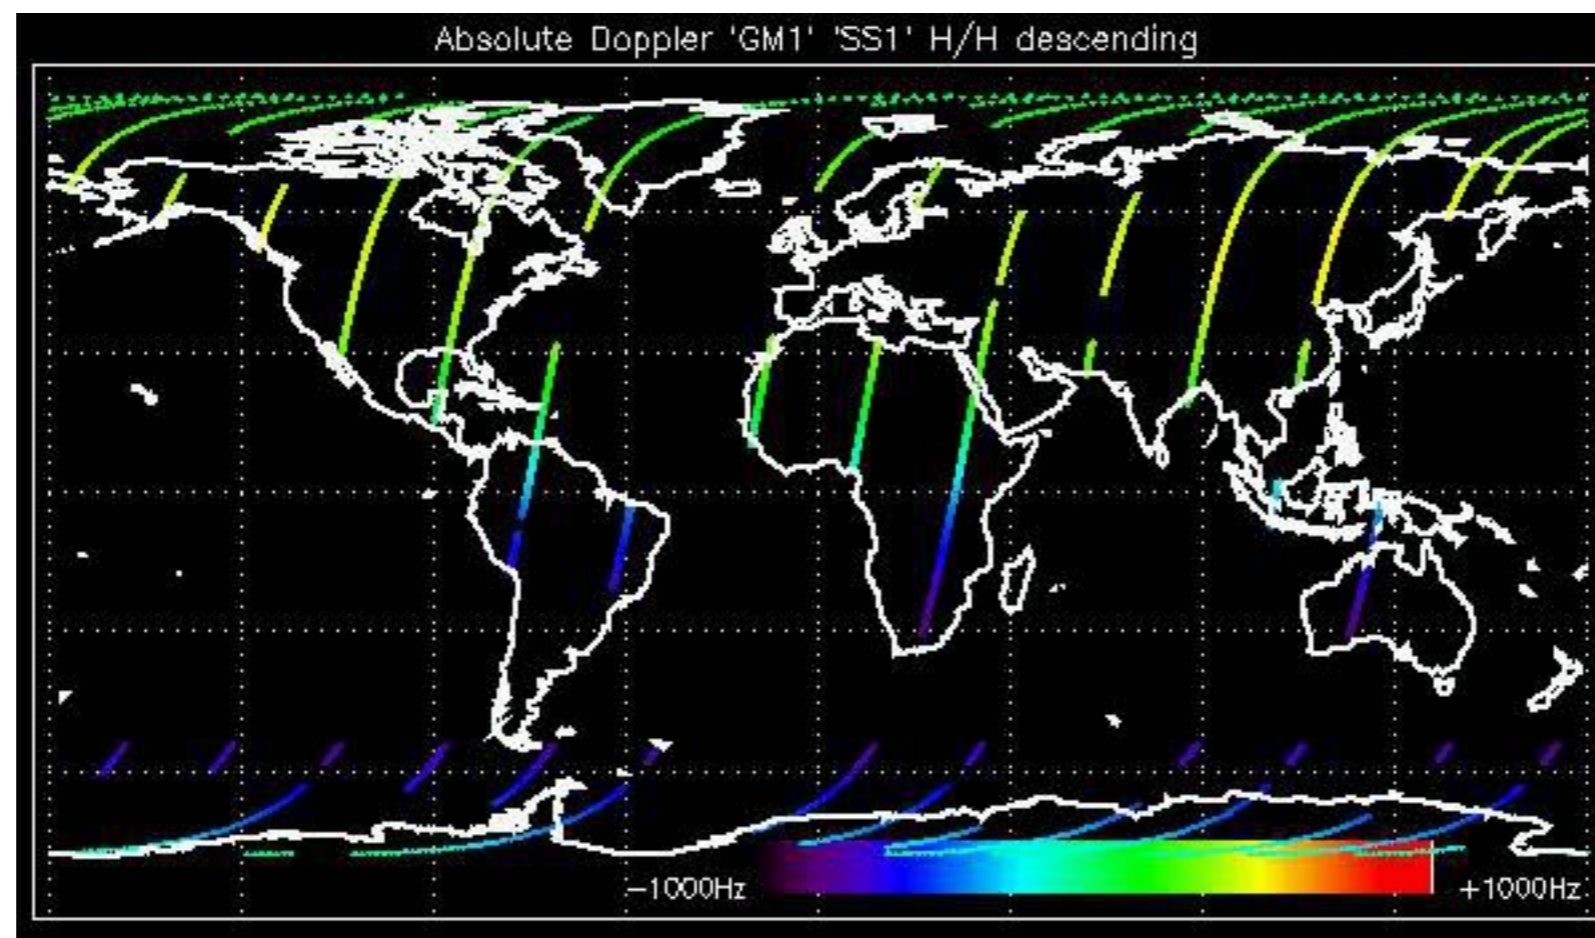 Absolute Doppler 'GM1' 'SS1' H/H descending
−1000Hz +1000Hz